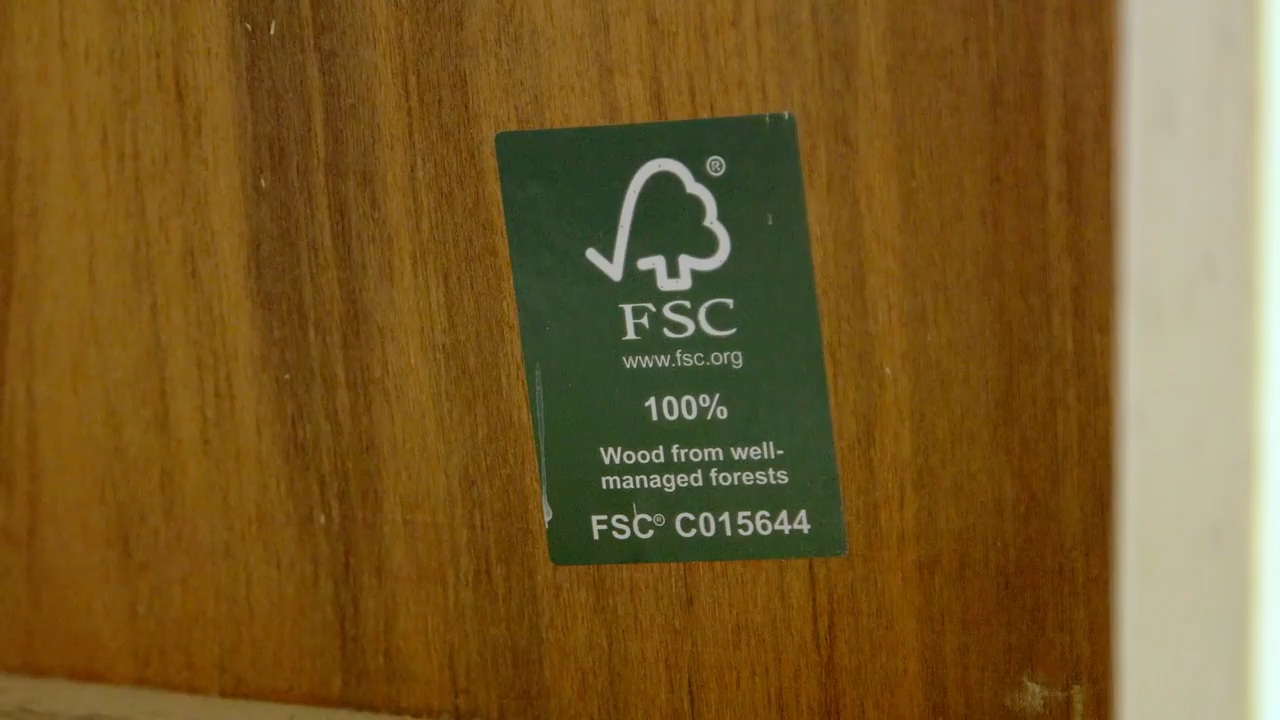 ®
FSC
www.fsc.org
100%
Wood from well-
managed forests
FSC® C015644